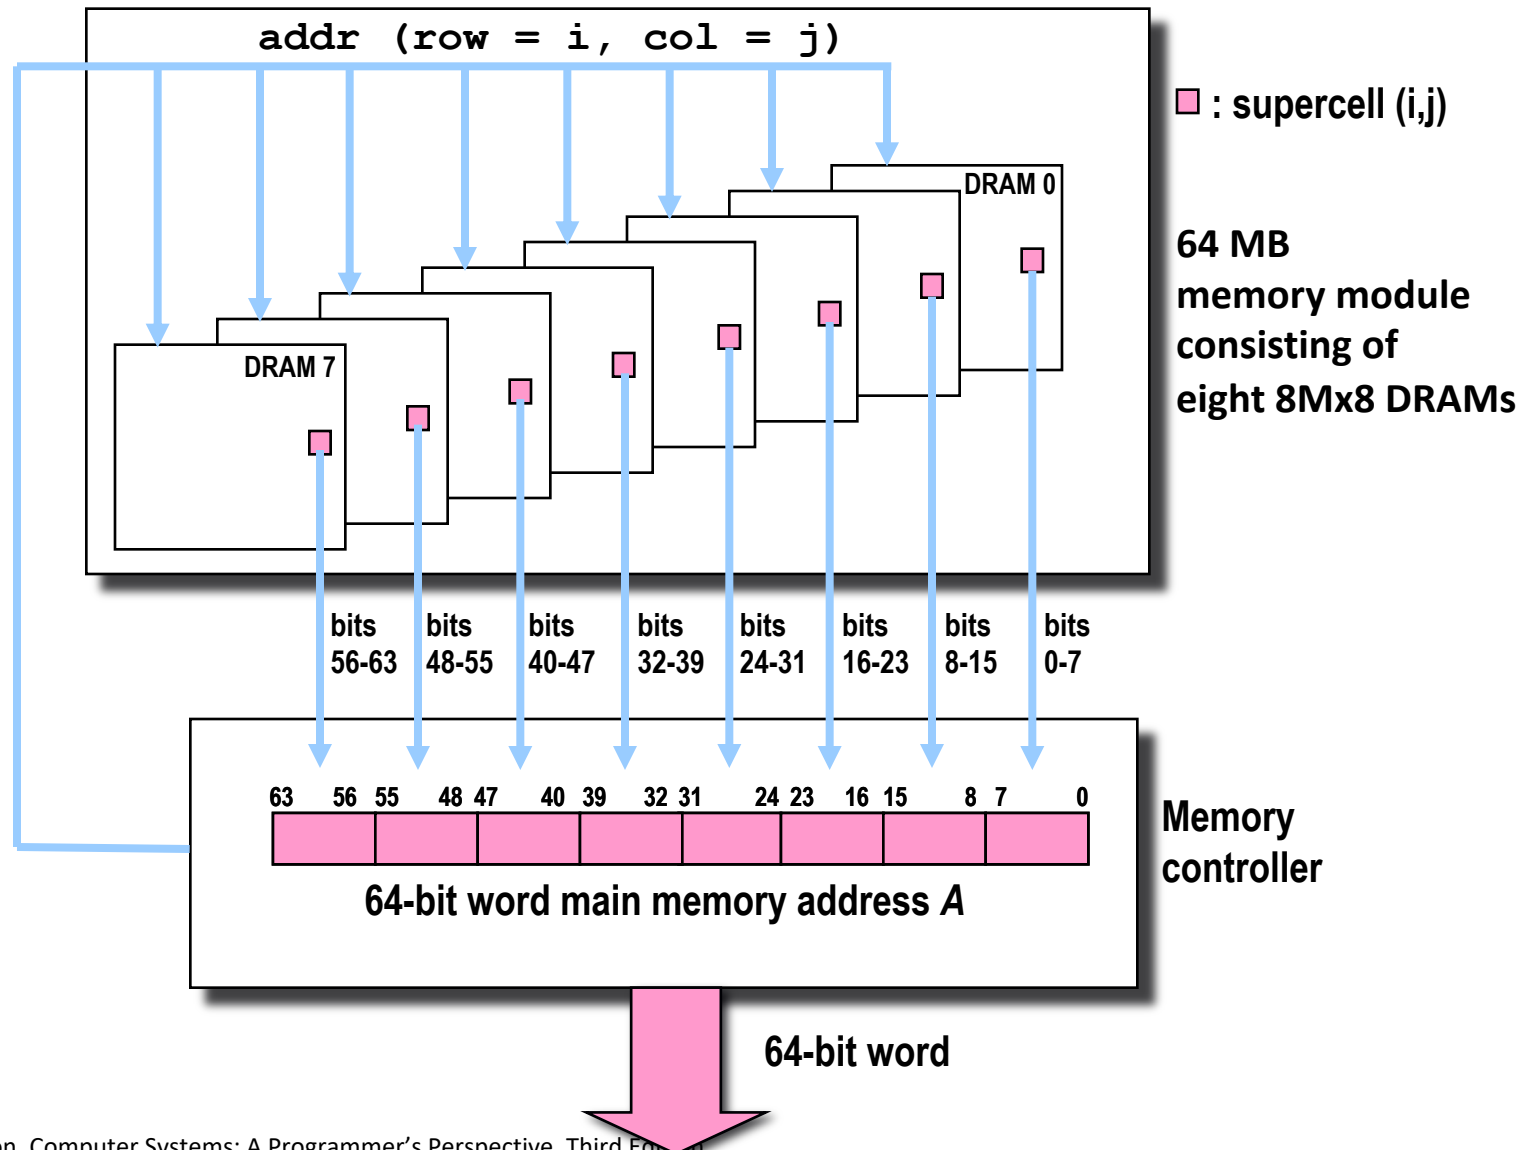 addr (row = i, col = j)
: supercell (i,j)
DRAM 0
64 MB
memory module
consisting of
eight 8Mx8 DRAMs
DRAM 7
bits bits bits bits bits bits bits bits
56-63 48-55 40-47 32-39 24-31 16-23 8-15 0-7
63 56 55 48 47 40 39 32 31 24 23 16 15 8 7 0
Memory
controller
64-bit word main memory address A
64-bit word
Computer Systems: A Programmer's Perspective, Third